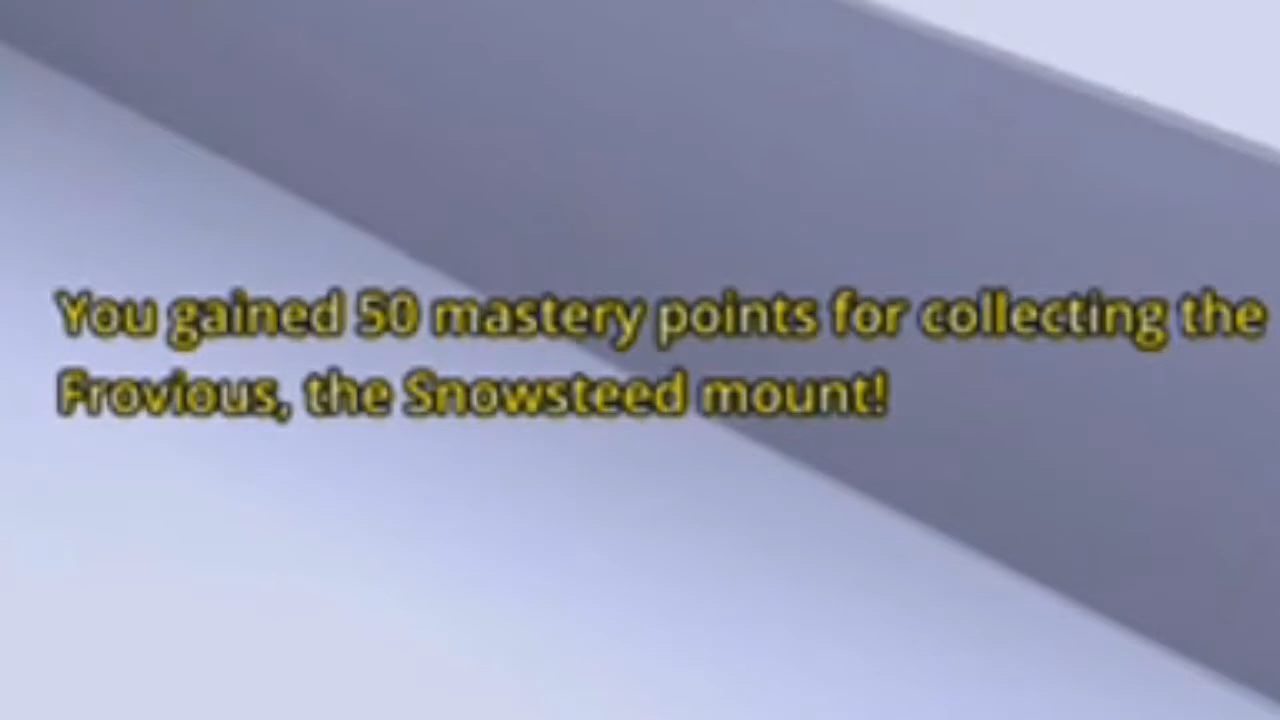 You gained 50 mastery points for collecting the
Frovious, the Snowsteed mount!